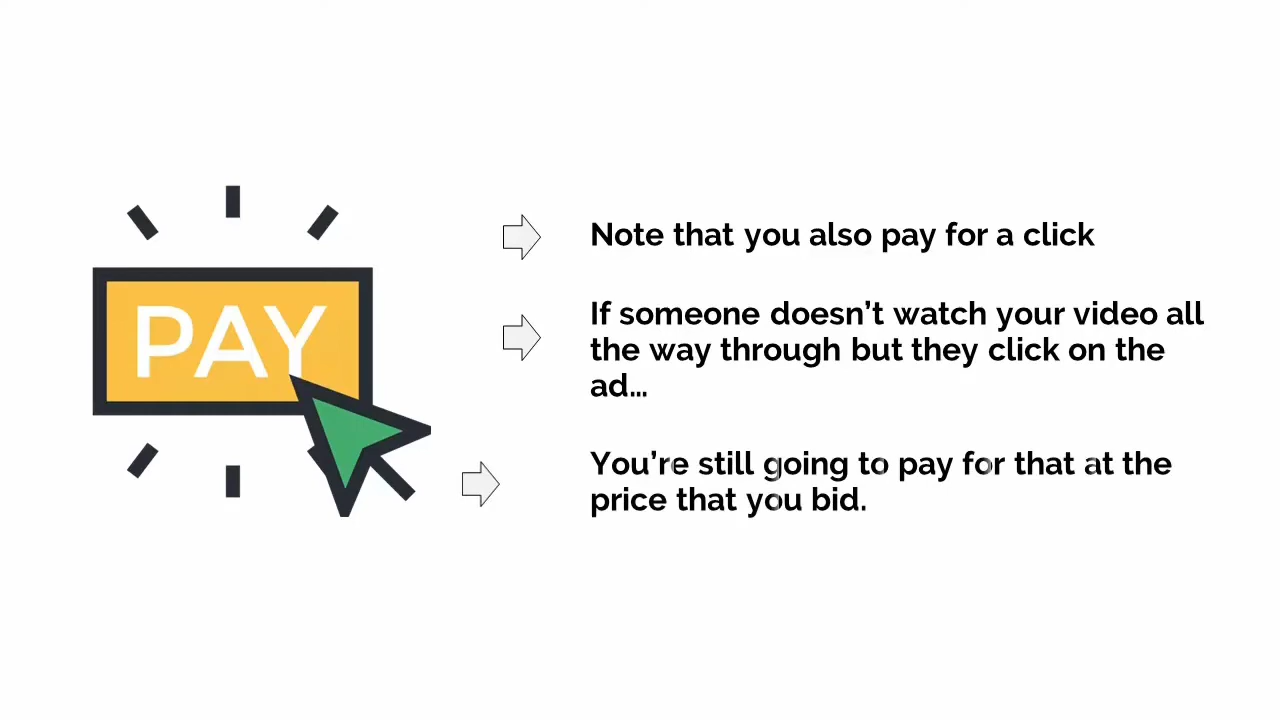 PAY
Note that you also pay for a click
If someone doesn’t watch your video all
the way through but they click on the
ad...
You’re still going to pay for that at the
price that you bid.